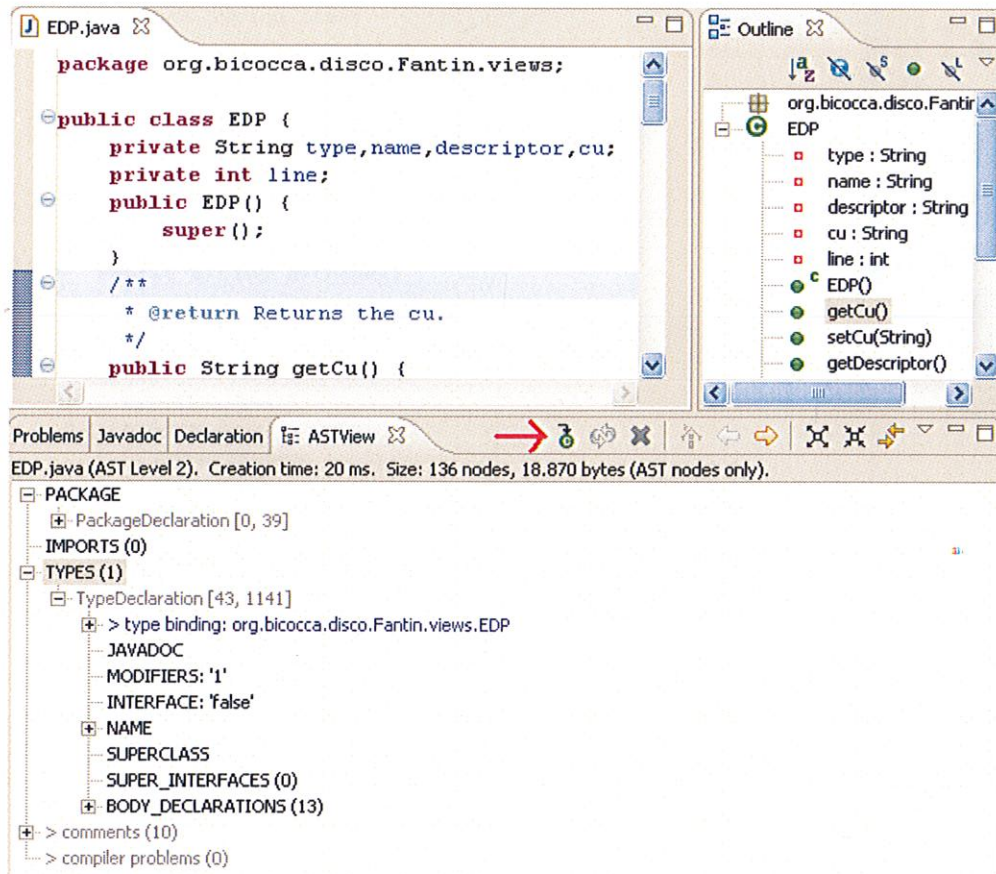 EDP.java
package org.bicocca.disco.Fantin.views;
public class EDP {
private String type,name,descriptor,cu;
private int line;
public EDP() {
super();
}
/**
* @return Returns the cu.
*/
public String getCu() {
Outline
org.bicocca.disco.Fantin
EDP
type : String
name : String
descriptor : String
cu : String
line : int
EDP()
getCu()
setCu(String)
getDescriptor()
Problems Javadoc Declaration ASTView
EDP.java (AST Level 2). Creation time: 20 ms. Size: 136 nodes, 18.870 bytes (AST nodes only).
PACKAGE
PackageDeclaration [0, 39]
IMPORTS (0)
TYPES (1)
TypeDeclaration [43, 1141]
> type binding: org.bicocca.disco.Fantin.views.EDP
JAVADOC
MODIFIERS: '1'
INTERFACE: 'false'
NAME
SUPERCLASS
SUPER_INTERFACES (0)
BODY_DECLARATIONS (13)
> comments (10)
> compiler problems (0)